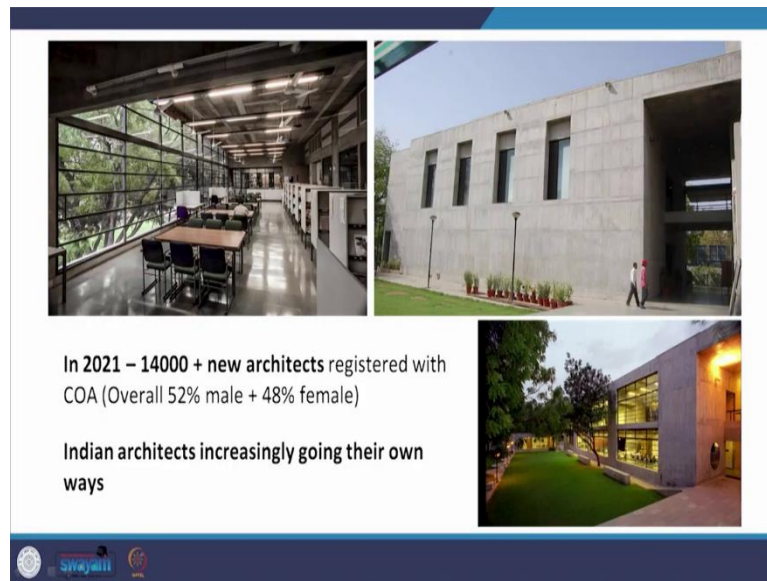 In 2021 – 14000 + new architects registered with
COA (Overall 52% male + 48% female)
Indian architects increasingly going their own
ways
swayam